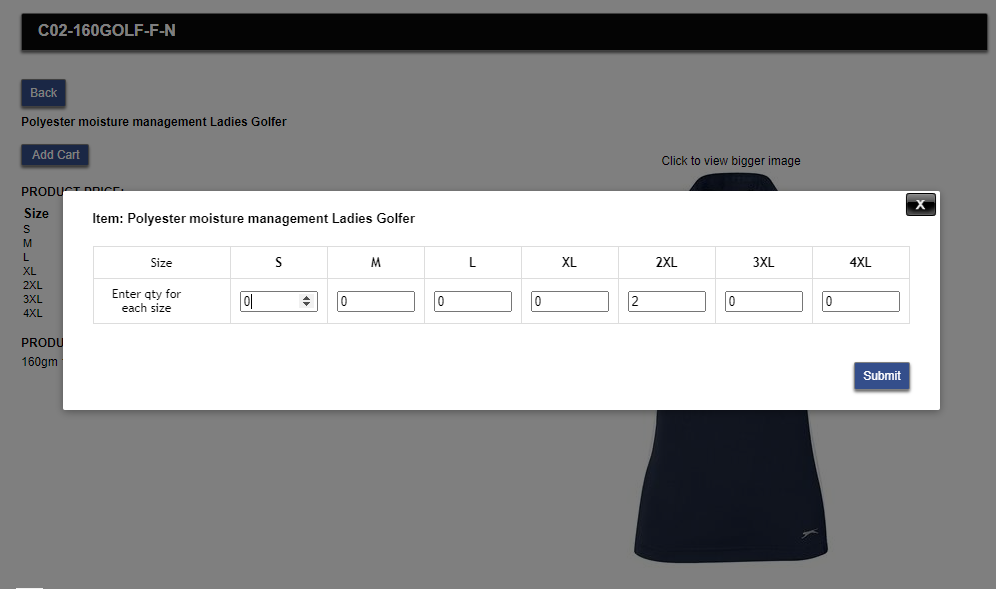 C02-160GOLF-F-N
Back
Polyester moisture management Ladies Golfer
Add Cart
Click to view bigger image
PRODUCT PRICE:
Size
S
M
L
XL
2XL
3XL
4XL
PRODU
160gm
X
Item: Polyester moisture management Ladies Golfer
Size S M L XL 2XL 3XL 4XL
Enter qty for
each size
0 0 0 0 2 0 0
Submit